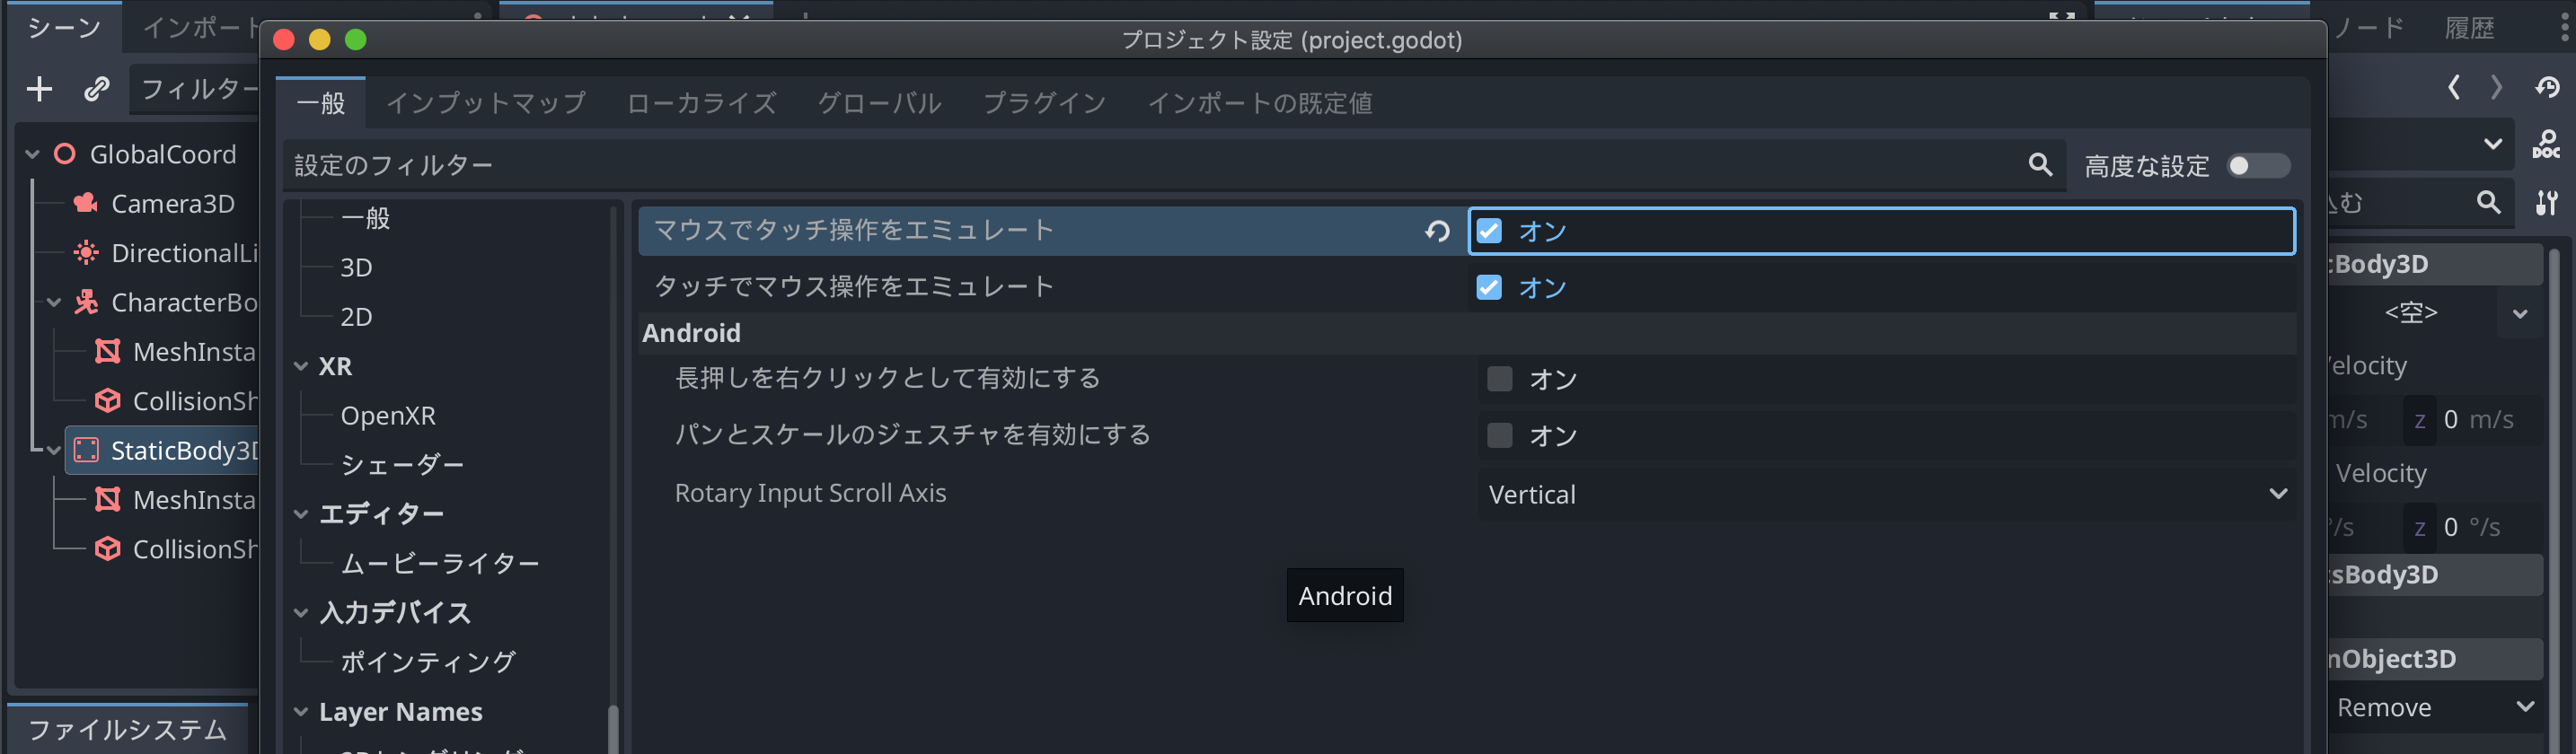 シーン
インポート
ノード
履歴
プロジェクト設定 (project.godot)
フィルター
一般
インプットマップ
ローカライズ
グローバル
プラグイン
インポートの既定値
設定のフィルター
高度な設定
DOC
GlobalCoord
Camera3D
DirectionalLi
CharacterBo
MeshInsta
CollisionSh
StaticBody3D
MeshInsta
CollisionSh
ファイルシステム
一般
3D
2D
XR
OpenXR
シェーダー
エディター
ムービーライター
入力デバイス
ポインティング
Layer Names
マウスでタッチ操作をエミュレート
オン
タッチでマウス操作をエミュレート
オン
Android
長押しを右クリックとして有効にする
オン
パンとスケールのジェスチャを有効にする
オン
Rotary Input Scroll Axis
Vertical
Android
込む
cBody3D
<空>
Velocity
m/s
z 0 m/s
Velocity
°/s
z 0 °/s
sBody3D
nObject3D
Remove